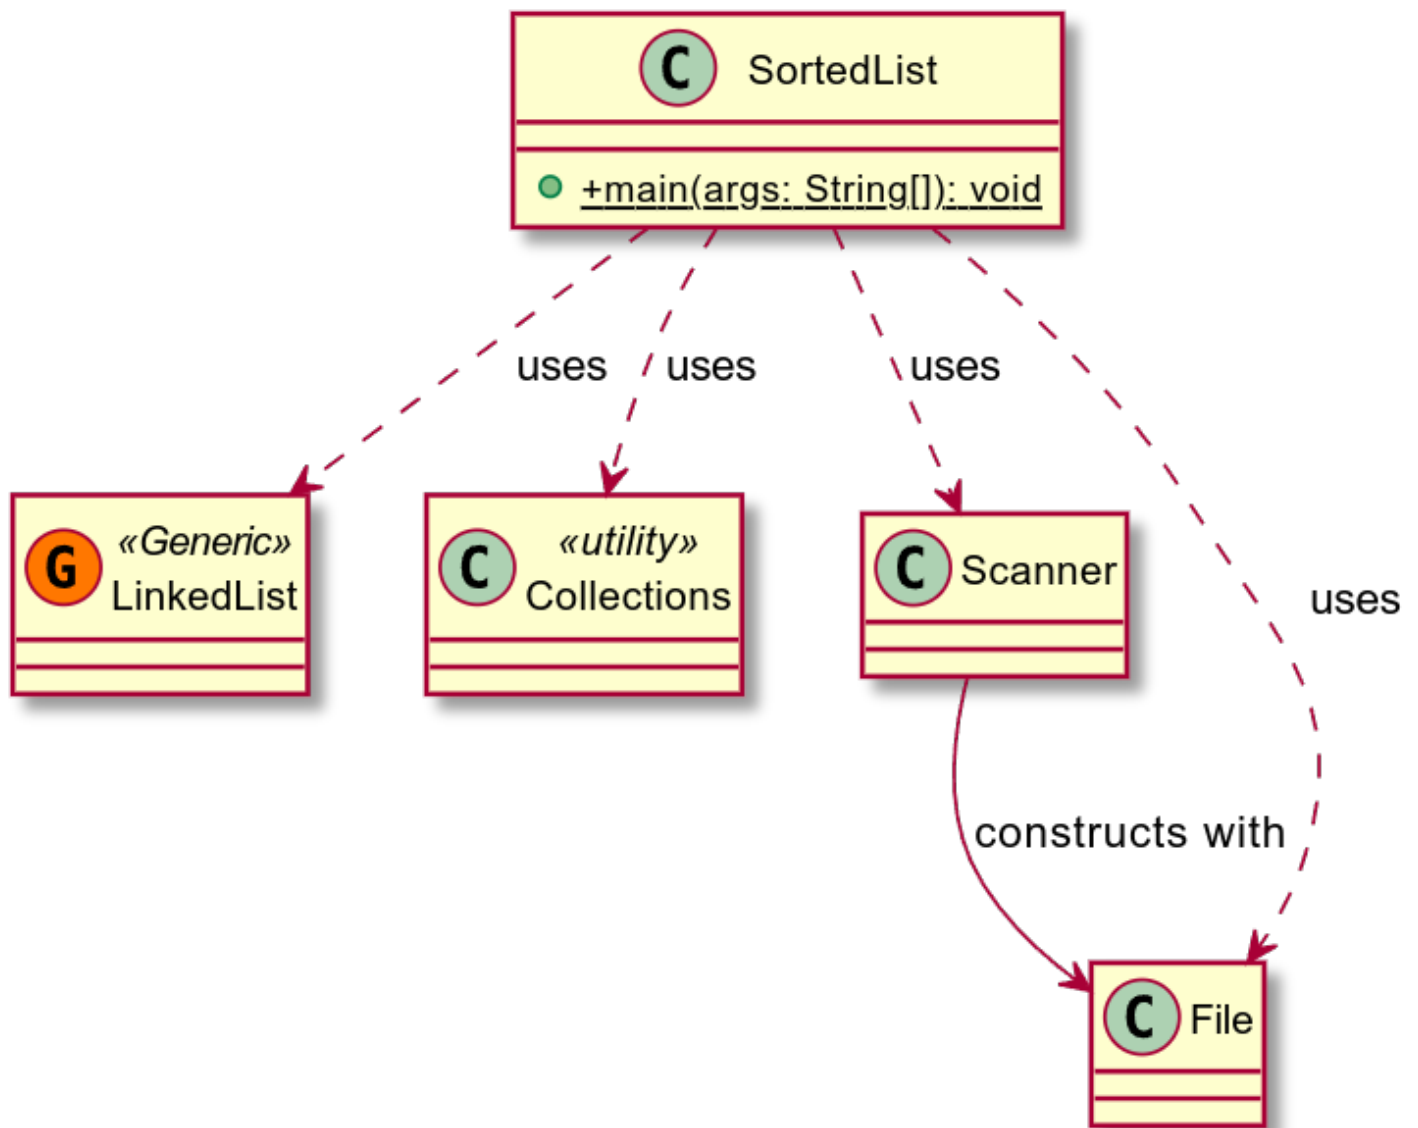 C SortedList
+main(args: String[]): void
uses
uses
uses
G «Generic»
LinkedList
C «utility»
Collections
C Scanner
uses
constructs with
C File